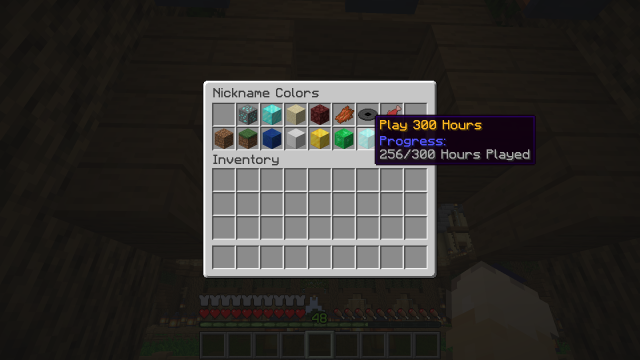 Nickname Colors
Play 300 Hours
Progress:
256/300 Hours Played
Inventory
48